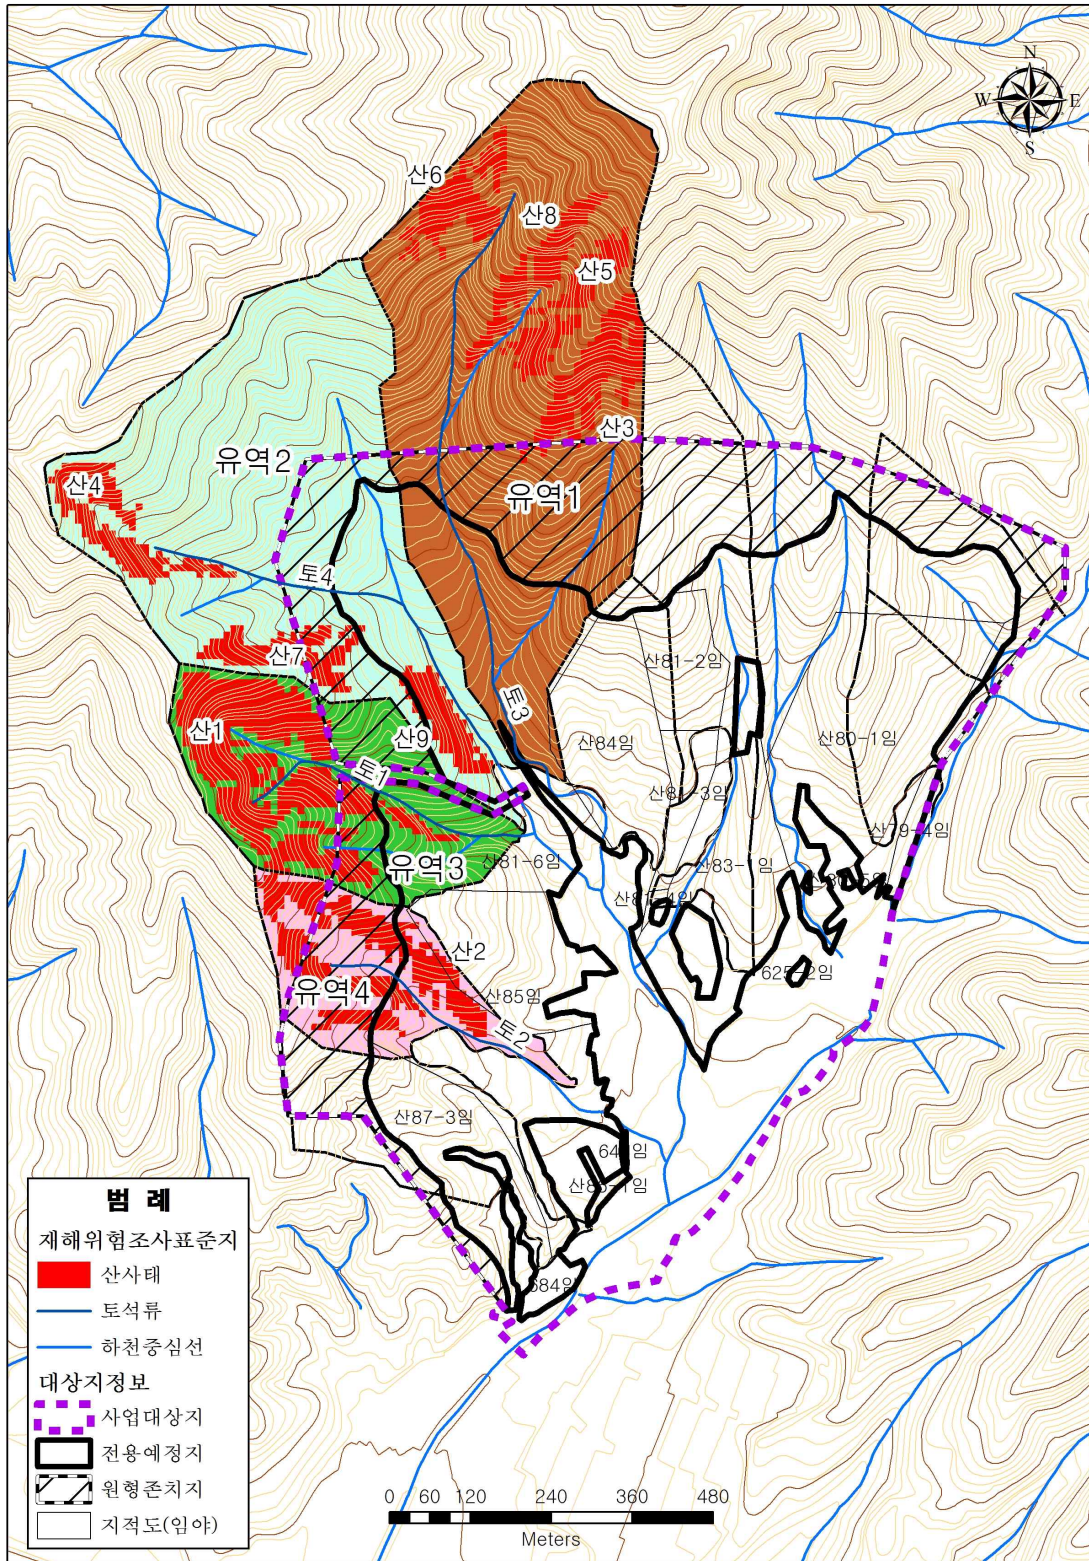 N
W E
S
산6
산8
산5
산3
유역2
산4
유역1
토4
산7
산81-2임
토3
산1
산9
산84임
산80-1임
토1
산81-3임
산79-4임
유역3
산81-6임
산83-1임
산81-4임
산2
625-2임
유역4
산85임
토2
산87-3임
684임
범 례
재해위험조사표준지
산사태
토석류
하천중심선
대상지정보
사업대상지
전용예정지
원형존치지
지적도(임야)
0 60 120 240 360 480
Meters